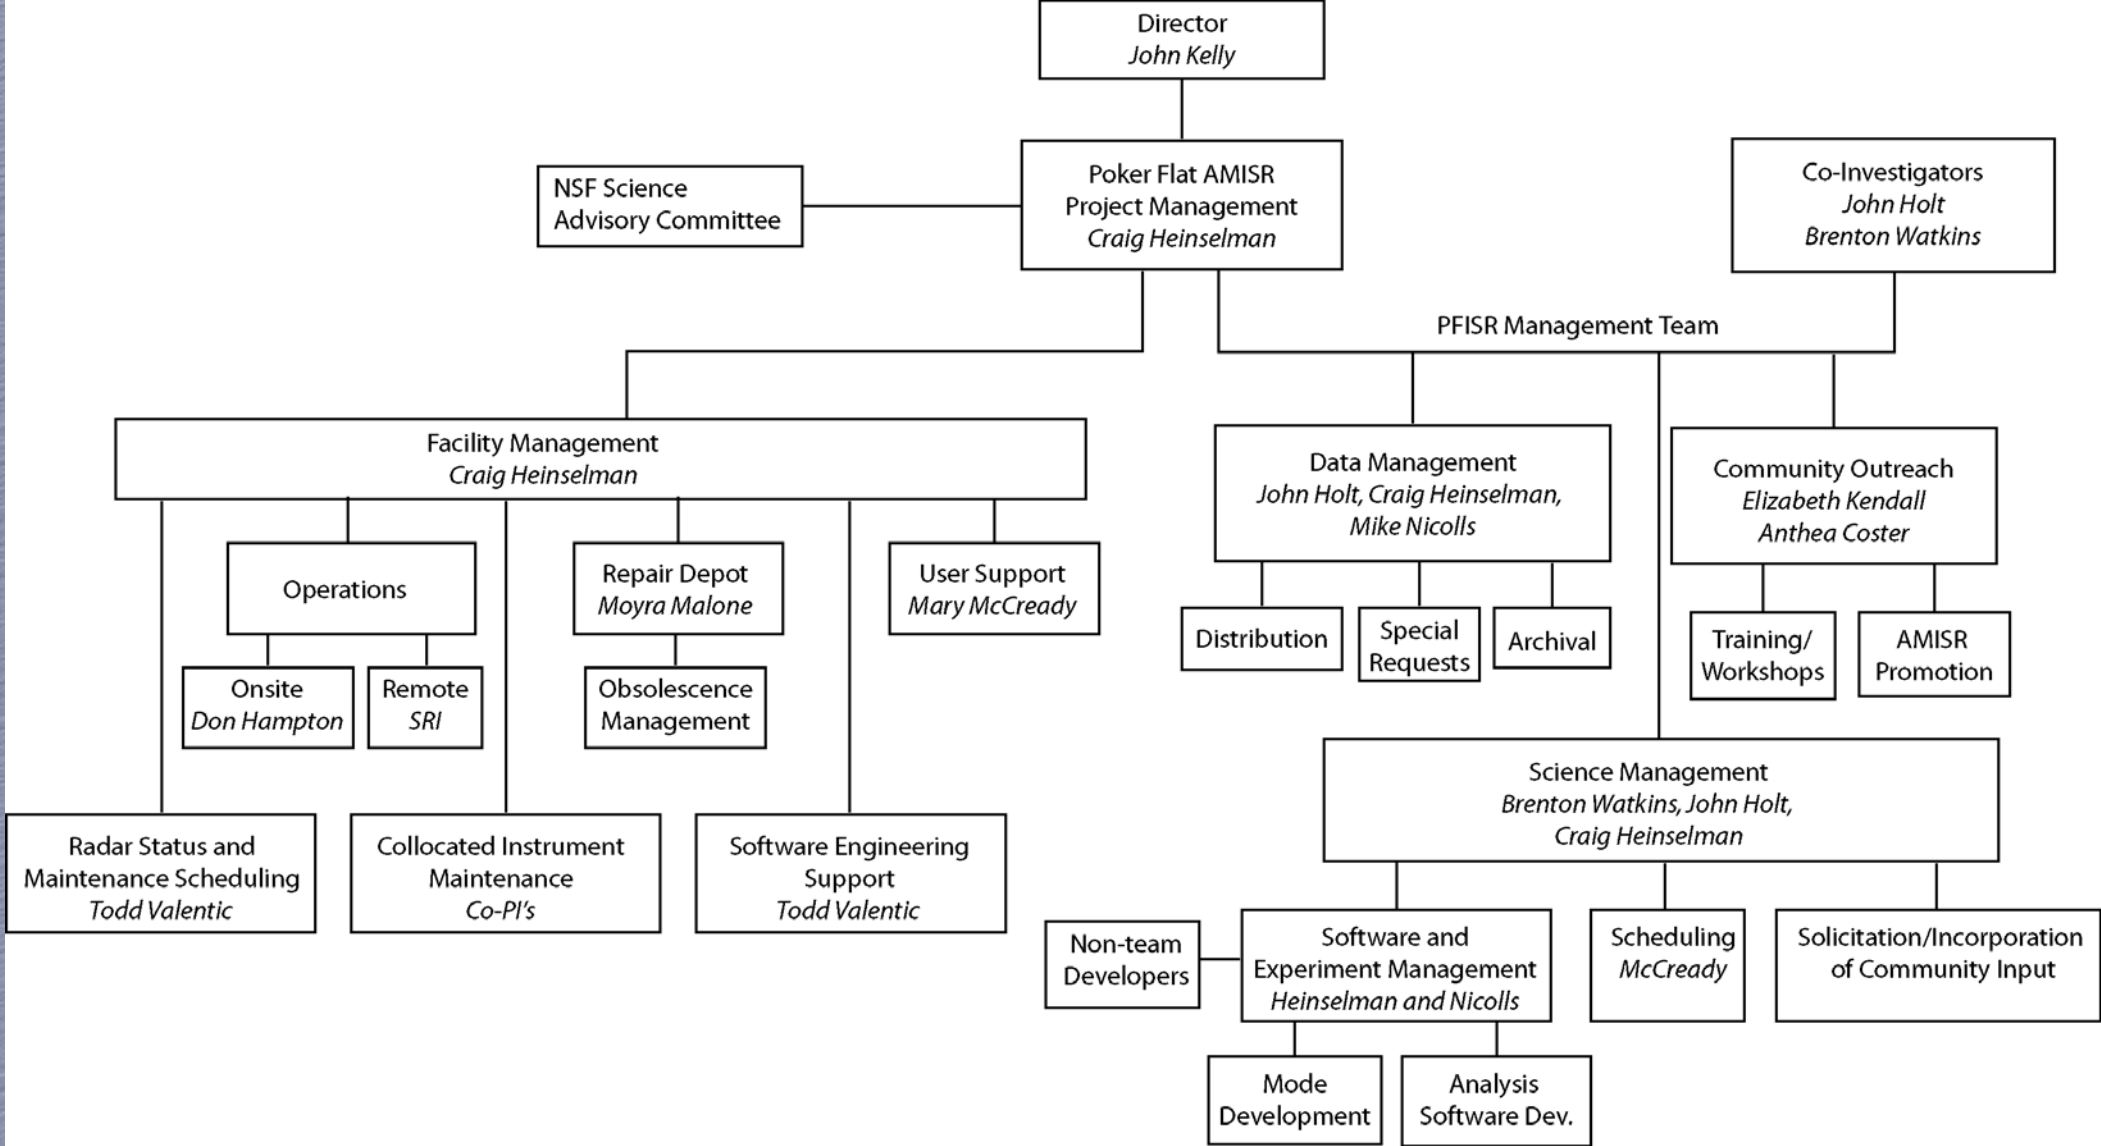 Director
John Kelly
Poker Flat AMISR
Project Management
Craig Heinselman
NSF Science
Advisory Committee
Co-Investigators
John Holt
Brenton Watkins
PFISR Management Team
Facility Management
Craig Heinselman
Operations
Onsite
Don Hampton
Remote
SRI
Repair Depot
Moyra Malone
Obsolescence
Management
User Support
Mary McCready
Radar Status and
Maintenance Scheduling
Todd Valentic
Collocated Instrument
Maintenance
Co-PI's
Software Engineering
Support
Todd Valentic
Data Management
John Holt, Craig Heinselman,
Mike Nicolls
Distribution
Special
Requests
Archival
Community Outreach
Elizabeth Kendall
Anthea Coster
Training/
Workshops
AMISR
Promotion
Science Management
Brenton Watkins, John Holt,
Craig Heinselman
Non-team
Developers
Software and
Experiment Management
Heinselman and Nicolls
Scheduling
McCready
Solicitation/Incorporation
of Community Input
Mode
Development
Analysis
Software Dev.